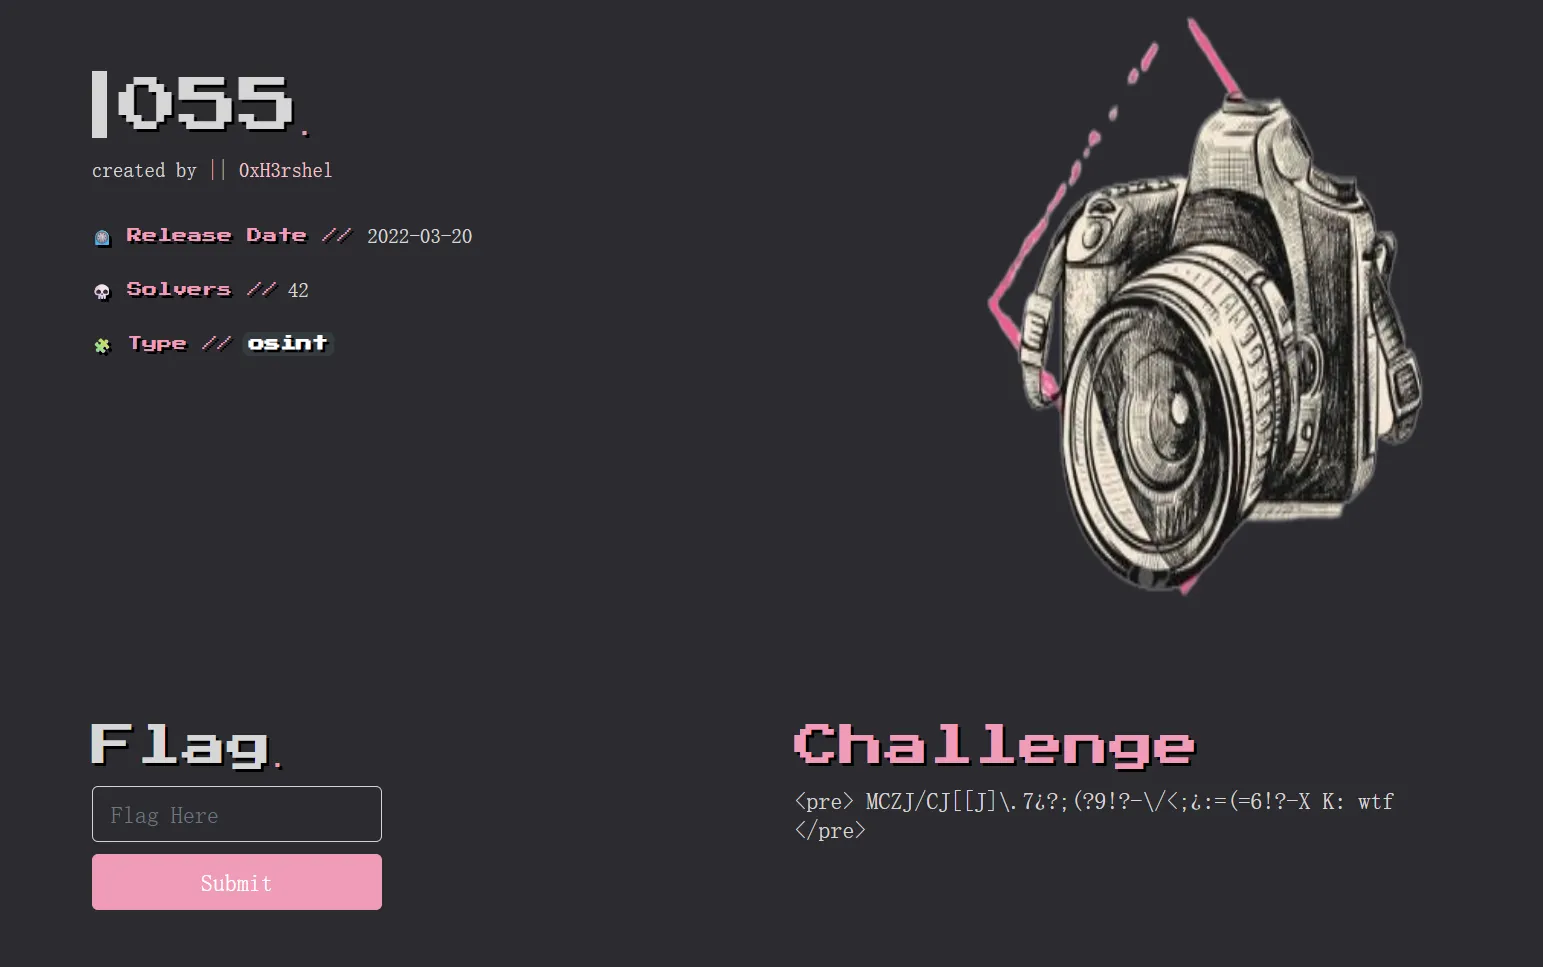 |055.
created by || 0xH3rshel
Release Date // 2022-03-20
Solvers // 42
Type // osint
Flag.
Flag Here
Submit
Challenge
<pre> MCZJ/CJ[[J]\.7¿?;(?9!?-\/<;¿:=(=6!?-X K: wtf
</pre>